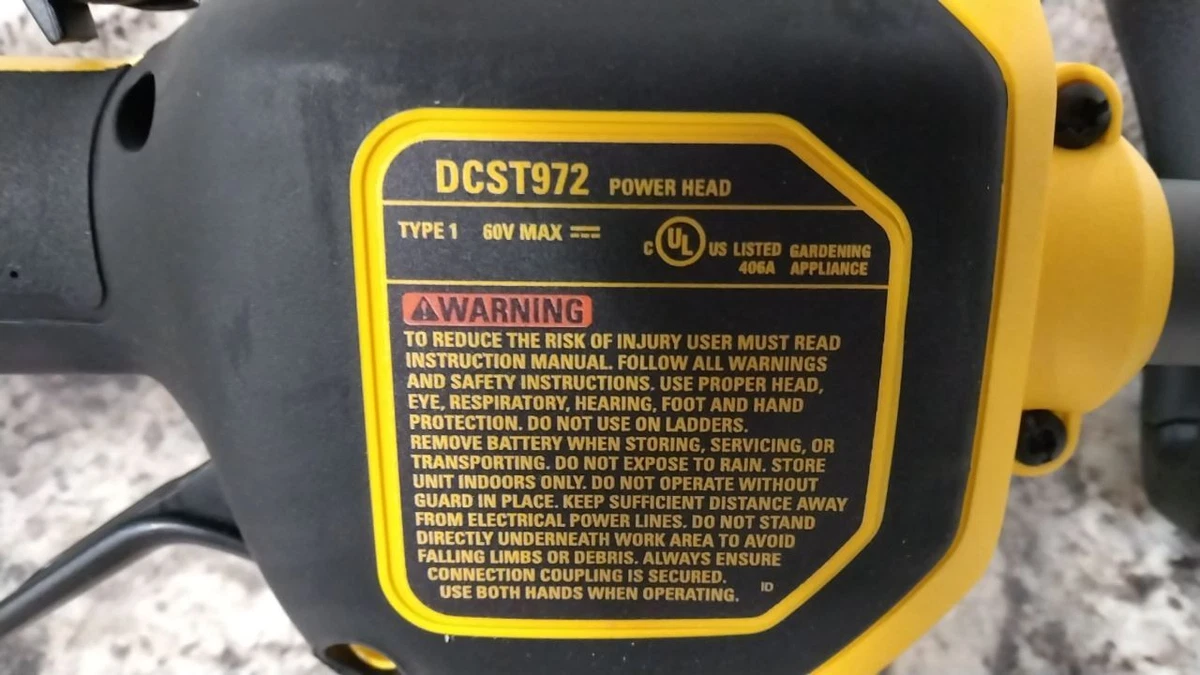 DCST972 POWER HEAD
TYPE 1 60V MAX ⎓
C UL US LISTED GARDENING
406A APPLIANCE
WARNING
TO REDUCE THE RISK OF INJURY USER MUST READ
INSTRUCTION MANUAL. FOLLOW ALL WARNINGS
AND SAFETY INSTRUCTIONS. USE PROPER HEAD,
EYE, RESPIRATORY, HEARING, FOOT AND HAND
PROTECTION. DO NOT USE ON LADDERS.
REMOVE BATTERY WHEN STORING, SERVICING, OR
TRANSPORTING. DO NOT EXPOSE TO RAIN. STORE
UNIT INDOORS ONLY. DO NOT OPERATE WITHOUT
GUARD IN PLACE. KEEP SUFFICIENT DISTANCE AWAY
FROM ELECTRICAL POWER LINES. DO NOT STAND
DIRECTLY UNDERNEATH WORK AREA TO AVOID
FALLING LIMBS OR DEBRIS. ALWAYS ENSURE
CONNECTION COUPLING IS SECURED.
USE BOTH HANDS WHEN OPERATING. ID